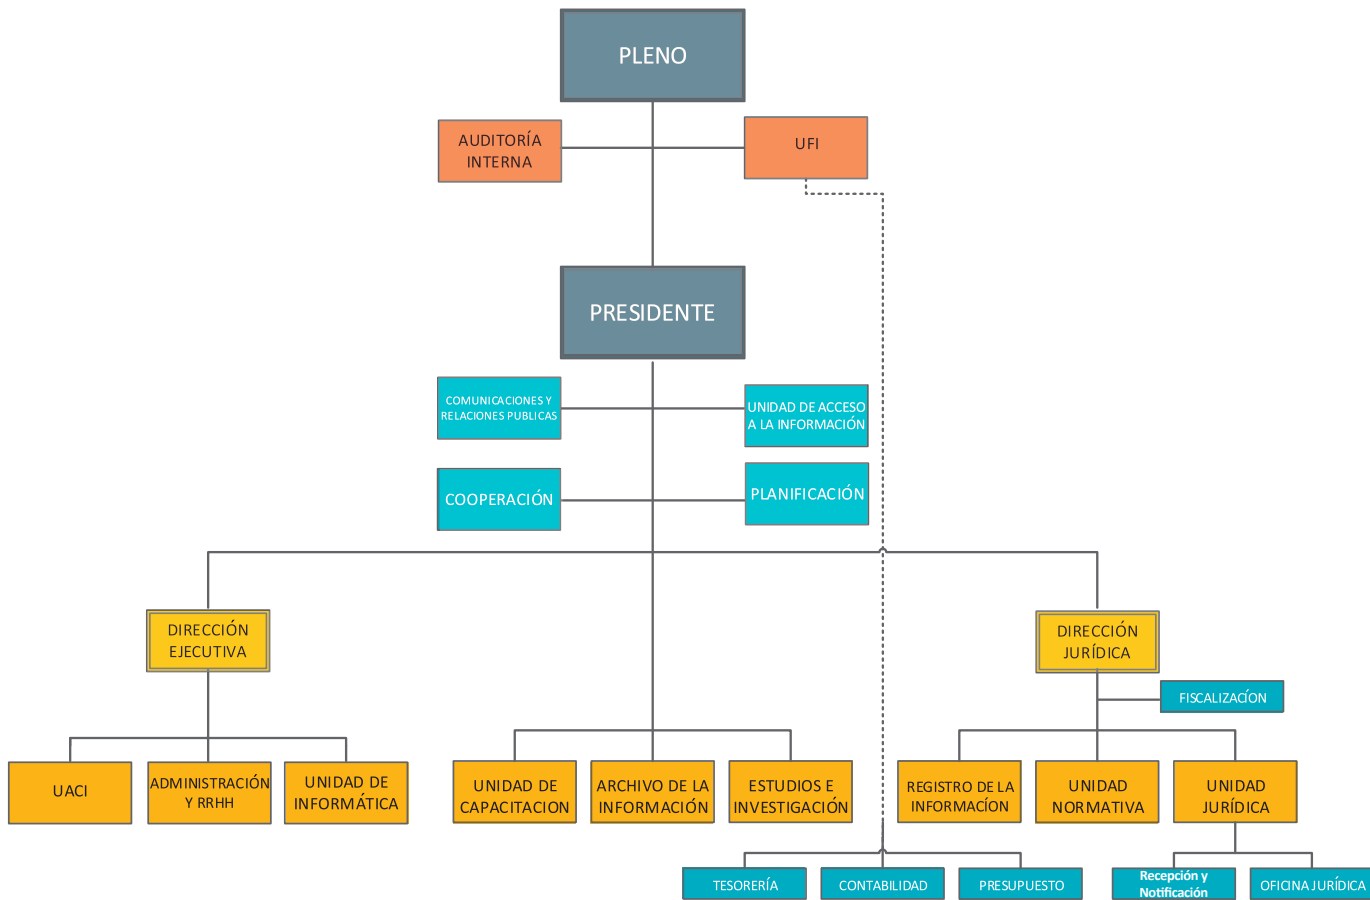 PLENO
AUDITORÍA
INTERNA
UFI
PRESIDENTE
COMUNICACIONES Y
RELACIONES PUBLICAS
UNIDAD DE ACCESO
A LA INFORMACIÓN
COOPERACIÓN
PLANIFICACIÓN
DIRECCIÓN
EJECUTIVA
DIRECCIÓN
JURÍDICA
FISCALIZACÍON
UACI
ADMINISTRACIÓN
Y RRHH
UNIDAD DE
INFORMÁTICA
UNIDAD DE
CAPACITACION
ARCHIVO DE LA
INFORMACIÓN
ESTUDIOS E
INVESTIGACIÓN
REGISTRO DE LA
INFORMACÍON
UNIDAD
NORMATIVA
UNIDAD
JURÍDICA
TESORERÍA
CONTABILIDAD
PRESUPUESTO
Recepción y
Notificación
OFICINA JURÍDICA